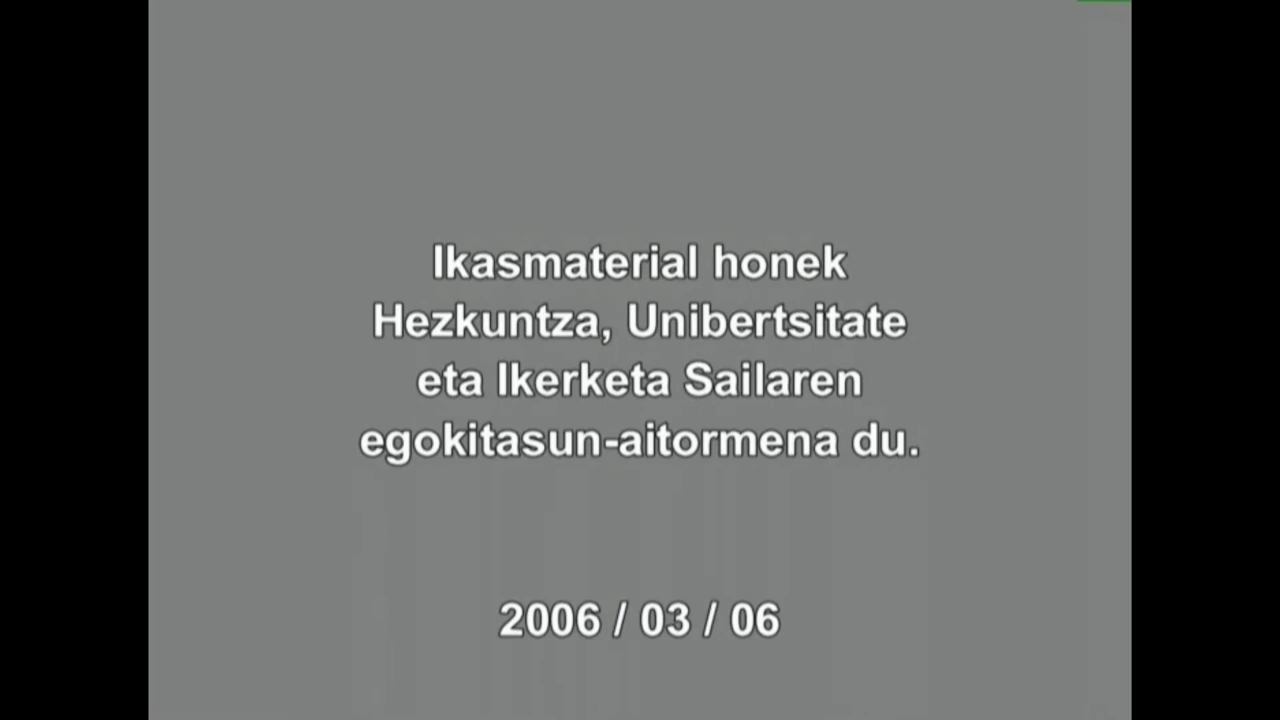 Ikasmaterial honek
Hezkuntza, Unibertsitate
eta Ikerketa Sailaren
egokitasun-aitormena du.
2006 / 03 / 06